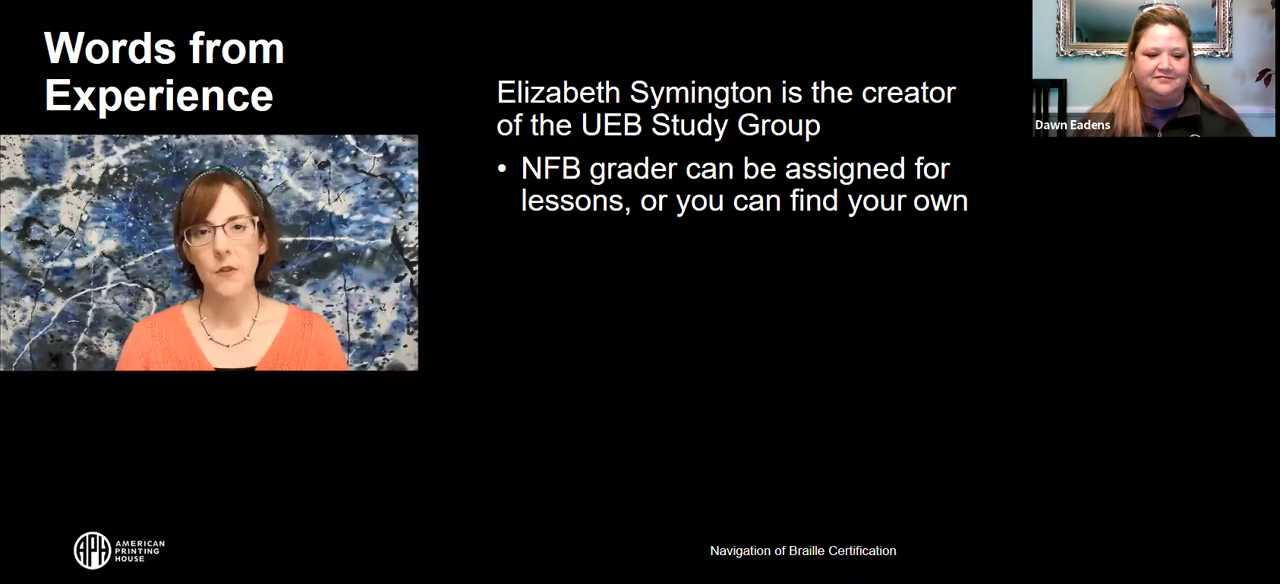 Words from
Experience
Elizabeth Symington is the creator
of the UEB Study Group
• NFB grader can be assigned for
lessons, or you can find your own
Dawn Eadens
APH
AMERICAN
PRINTING
HOUSE
Navigation of Braille Certification